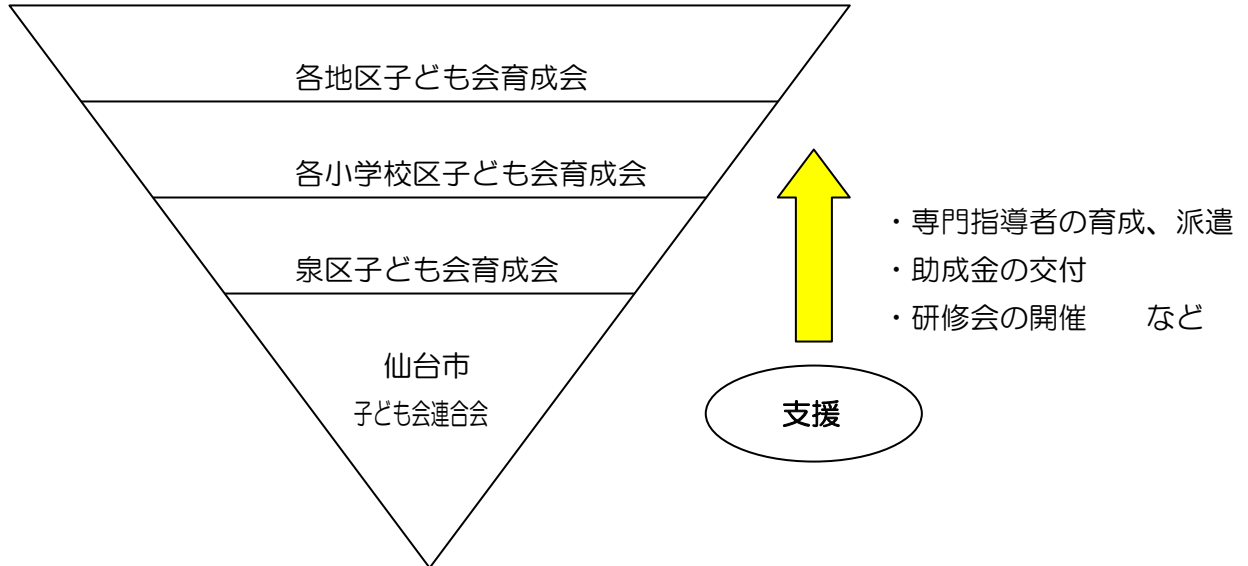 各地区子ども会育成会
各小学校区子ども会育成会
泉区子ども会育成会
仙台市
子ども会連合会
・専門指導者の育成、派遣
・助成金の交付
・研修会の開催　　など
支援